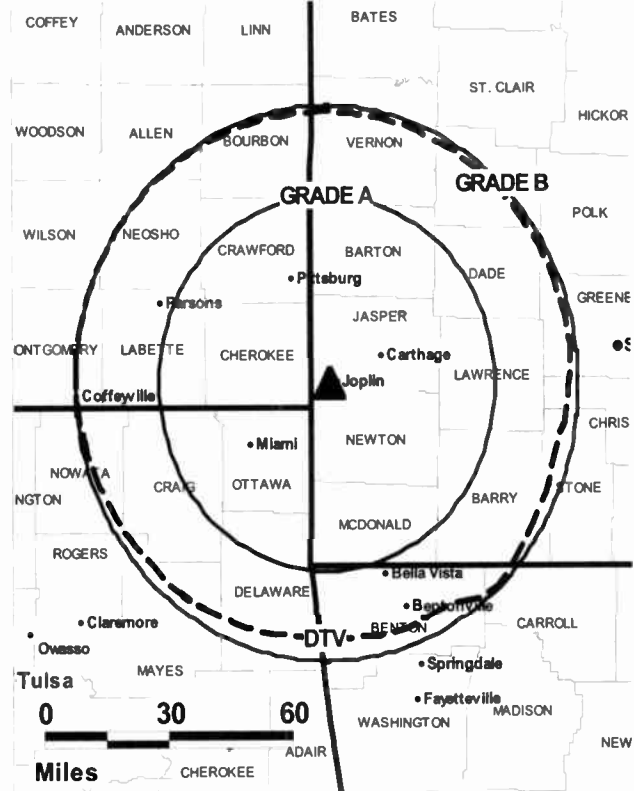 COFFEY
ANDERSON
LINN
BATES
ST. CLAIR
HICKOR
WOODSON
ALLEN
BOURBON
VERNON
GRADE A
GRADE B
POLK
WILSON
NEOSHO
CRAWFORD
BARTON
DADE
Pittsburg
GREENE
Parsons
JASPER
S
ONTGOMERY
LABETTE
CHEROKEE
Carthage
LAWRENCE
Joplin
Coffeyville
CHRIS
Miami
NEWTON
NOWATA
CRAIG
OTTAWA
NGTON
BARRY
STONE
MCDONALD
ROGERS
Bella Vista
DELAWARE
Bentonville
Claremore
BENTON
CARROLL
DTV
Owasso
MAYES
Springdale
Tulsa
Fayetteville
0 30 60
WASHINGTON
MADISON
ADAIR
NEW
Miles
CHEROKEE